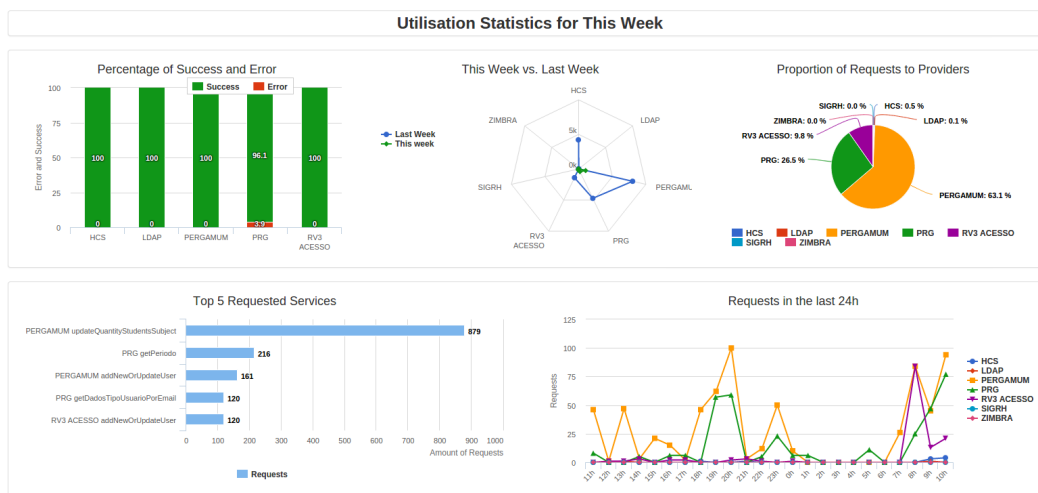 Utilisation Statistics for This Week
Percentage of Success and Error
Success
Error
100
75
50
25
0
Error and Success
100
100
100
96.1
100
0
0
0
3.9
0
HCS
LDAP
PERGAMUM
PRG
RV3
ACESSO
This Week vs. Last Week
Last Week
This week
HCS
LDAP
PERGAMU
PRG
RV3
ACESSO
SIGRH
ZIMBRA
5k
0k
Proportion of Requests to Providers
SIGRH: 0.0 %
HCS: 0.5 %
ZIMBRA: 0.0 %
LDAP: 0.1 %
RV3 ACESSO: 9.8 %
PRG: 26.5 %
PERGAMUM: 63.1 %
HCS
LDAP
PERGAMUM
PRG
RV3 ACESSO
SIGRH
ZIMBRA
Top 5 Requested Services
PERGAMUM updateQuantityStudentsSubject
879
PRG getPeriodo
216
PERGAMUM addNewOrUpdateUser
161
PRG getDadosTipoUsuarioPorEmail
120
RV3 ACESSO addNewOrUpdateUser
120
0 100 200 300 400 500 600 700 800 900 1000
Amount of Requests
Requests
Requests in the last 24h
Requests
125
100
75
50
25
0
11h 12h 13h 14h 15h 16h 17h 18h 19h 20h 21h 22h 23h 0h 1h 2h 3h 4h 5h 6h 7h 8h 9h 10h
HCS
LDAP
PERGAMUM
PRG
RV3 ACESSO
SIGRH
ZIMBRA